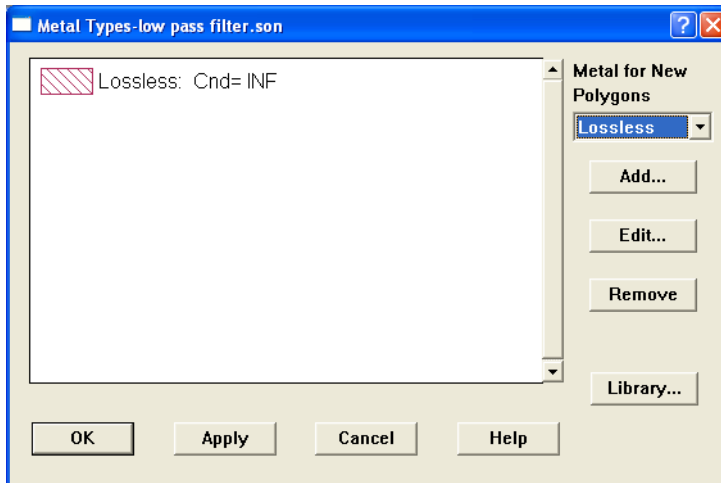 Metal Types-low pass filter.son
Lossless: Cnd= INF
Metal for New
Polygons
Lossless
Add...
Edit...
Remove
Library...
OK
Apply
Cancel
Help